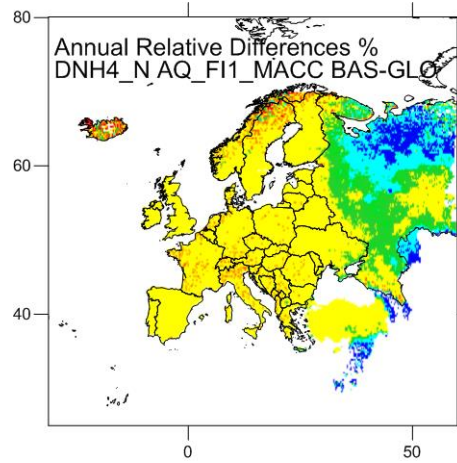 80
Annual Relative Differences %
DNH4_N AQ_FI1_MACC BAS-GLO
60
40
0 50